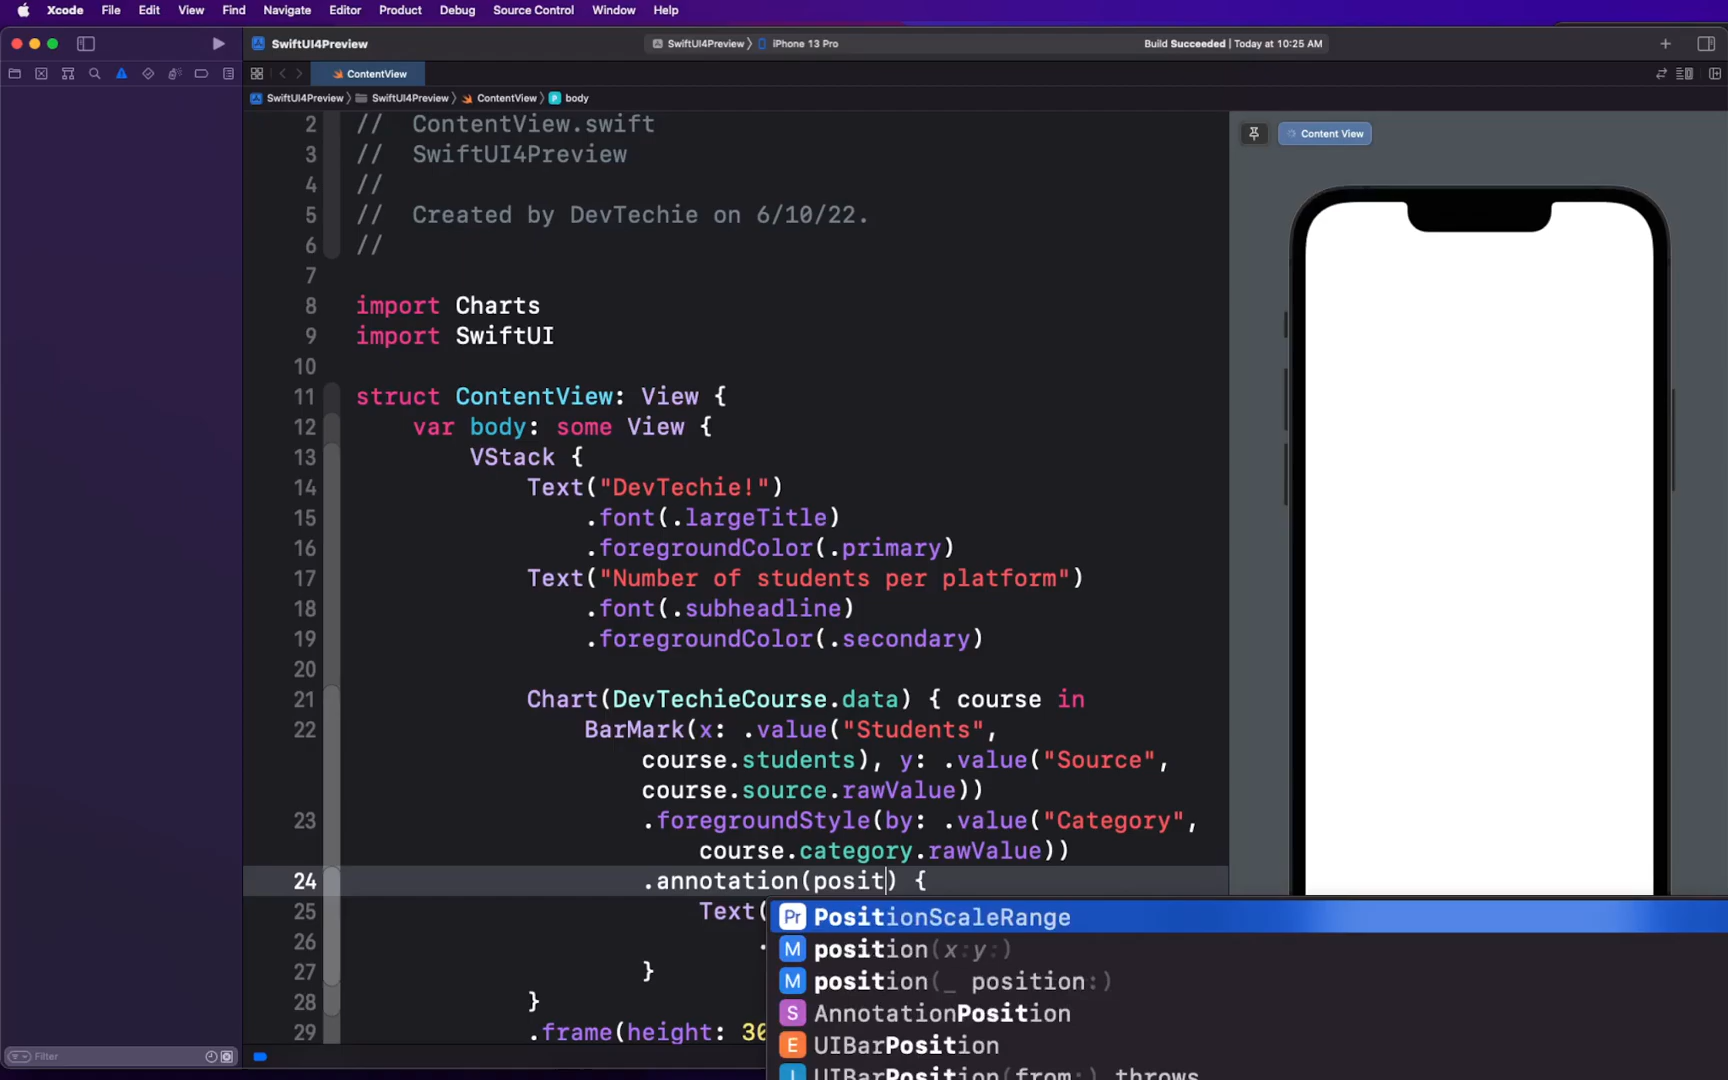 Xcode File Edit View Find Navigate Editor Product Debug Source Control Window Help
SwiftUI4Preview SwiftUI4Preview iPhone 13 Pro Build Succeeded | Today at 10:25 AM
ContentView
SwiftUI4Preview SwiftUI4Preview ContentView body
2 // ContentView.swift
3 // SwiftUI4Preview
4 //
5 // Created by DevTechie on 6/10/22.
6 //
7
8 import Charts
9 import SwiftUI
10
11 struct ContentView: View {
12 var body: some View {
13 VStack {
14 Text("DevTechie!")
15 .font(.largeTitle)
16 .foregroundColor(.primary)
17 Text("Number of students per platform")
18 .font(.subheadline)
19 .foregroundColor(.secondary)
20
21 Chart(DevTechieCourse.data) { course in
22 BarMark(x: .value("Students",
course.students), y: .value("Source",
course.source.rawValue))
23 .foregroundStyle(by: .value("Category",
course.category.rawValue))
24 .annotation(posit) {
25 Text(
26 .
27 }
28 }
29 .frame(height: 30
Pr PositionScaleRange
M position(x:y:)
M position(_ position:)
S AnnotationPosition
E UIBarPosition
UIBarPosition(from:) throws
Content View
Filter